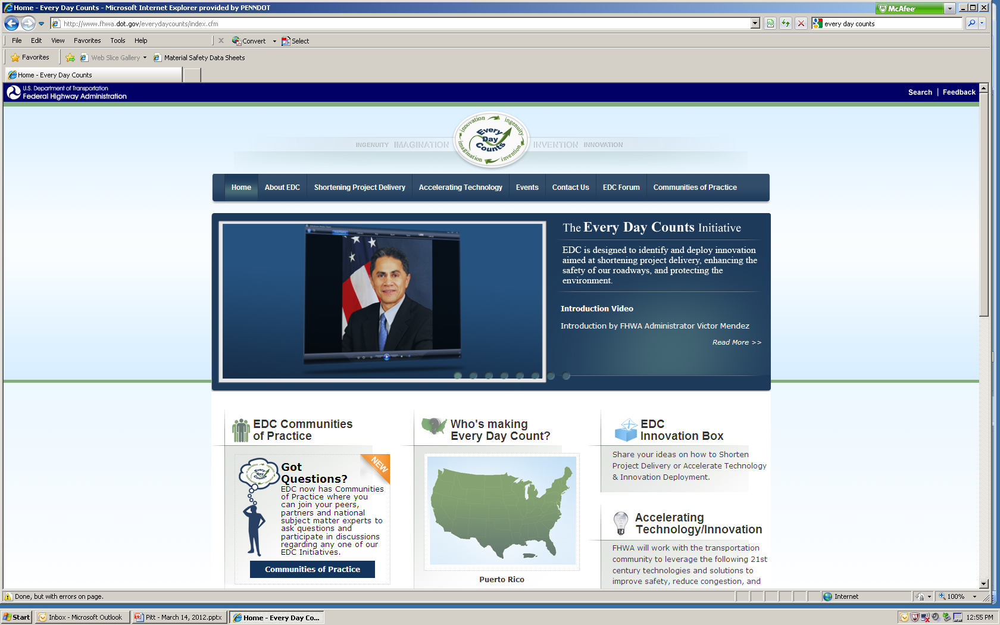 Home - Every Day Counts - Microsoft Internet Explorer provided by PENNDOT
McAfee
http://www.fhwa.dot.gov/everydaycounts/index.cfm
every day counts
File Edit View Favorites Tools Help
Convert Select
Favorites Web Slice Gallery Material Safety Data Sheets
Home - Every Day Counts
U.S. Department of Transportation
Federal Highway Administration
Search | Feedback
innovation ingenuity
Every
Day
Counts
imagination invention
INGENUITY IMAGINATION INVENTION INNOVATION
Home About EDC Shortening Project Delivery Accelerating Technology Events Contact Us EDC Forum Communities of Practice
The Every Day Counts Initiative
EDC is designed to identify and deploy innovation
aimed at shortening project delivery, enhancing the
safety of our roadways, and protecting the
environment.
Introduction Video
Introduction by FHWA Administrator Victor Mendez
Read More >>
EDC Communities
of Practice
NEW
Every
Day
Counts
Got
Questions?
EDC now has Communities
of Practice where you
can join your peers,
partners and national
subject matter experts to
ask questions and
participate in discussions
regarding any one of our
EDC Initiatives.
Communities of Practice
Who's making
Every Day Count?
Puerto Rico
EDC
Innovation Box
Share your ideas on how to Shorten
Project Delivery or Accelerate Technology
& Innovation Deployment.
Accelerating
Technology/Innovation
FHWA will work with the transportation
community to leverage the following 21st
century technologies and solutions to
improve safety, reduce congestion, and
Done, but with errors on page.
Internet
100%
Start
Inbox - Microsoft Outlook
Pitt - March 14, 2012.pptx
Home - Every Day Co...
12:55 PM